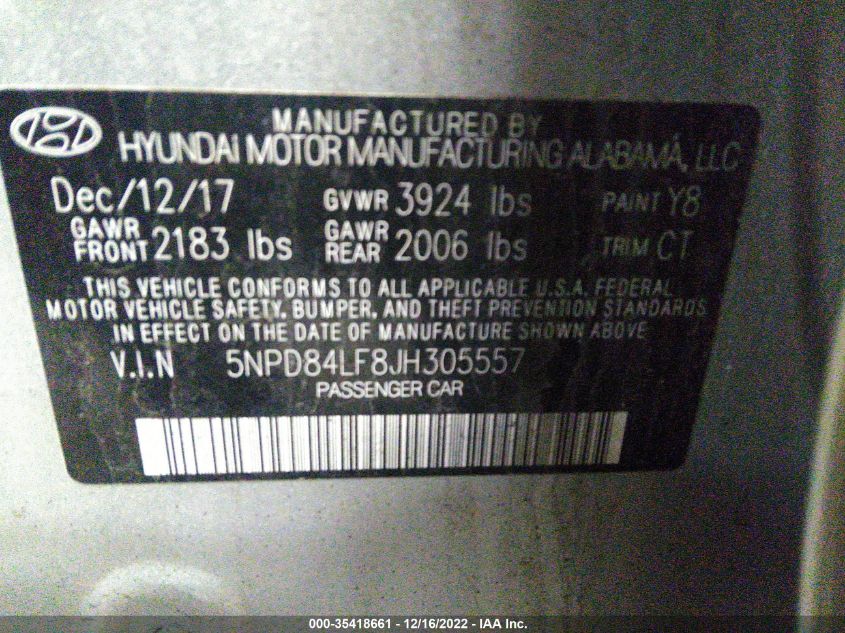 MANUFACTURED BY
HYUNDAI MOTOR MANUFACTURING ALABAMA, LLC
Dec/12/17 GVWR 3924 lbs PAINT Y8
GAWR FRONT 2183 lbs GAWR REAR 2006 lbs TRIM CT
THIS VEHICLE CONFORMS TO ALL APPLICABLE U.S.A. FEDERAL
MOTOR VEHICLE SAFETY, BUMPER, AND THEFT PREVENTION STANDARDS
IN EFFECT ON THE DATE OF MANUFACTURE SHOWN ABOVE
V.I.N 5NPD84LF8JH305557
PASSENGER CAR
000-35418661 - 12/16/2022 - IAA Inc.